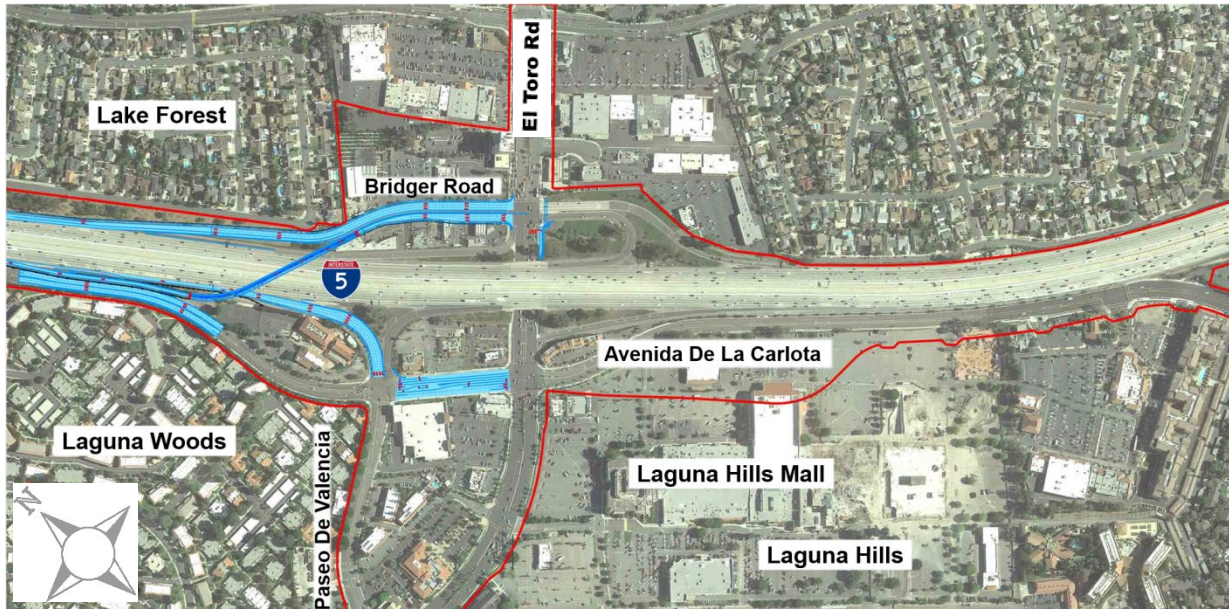 El Toro Rd
Lake Forest
Bridger Road
INTERSTATE
5
Avenida De La Carlota
Laguna Woods
Paseo De Valencia
Laguna Hills Mall
Laguna Hills
N